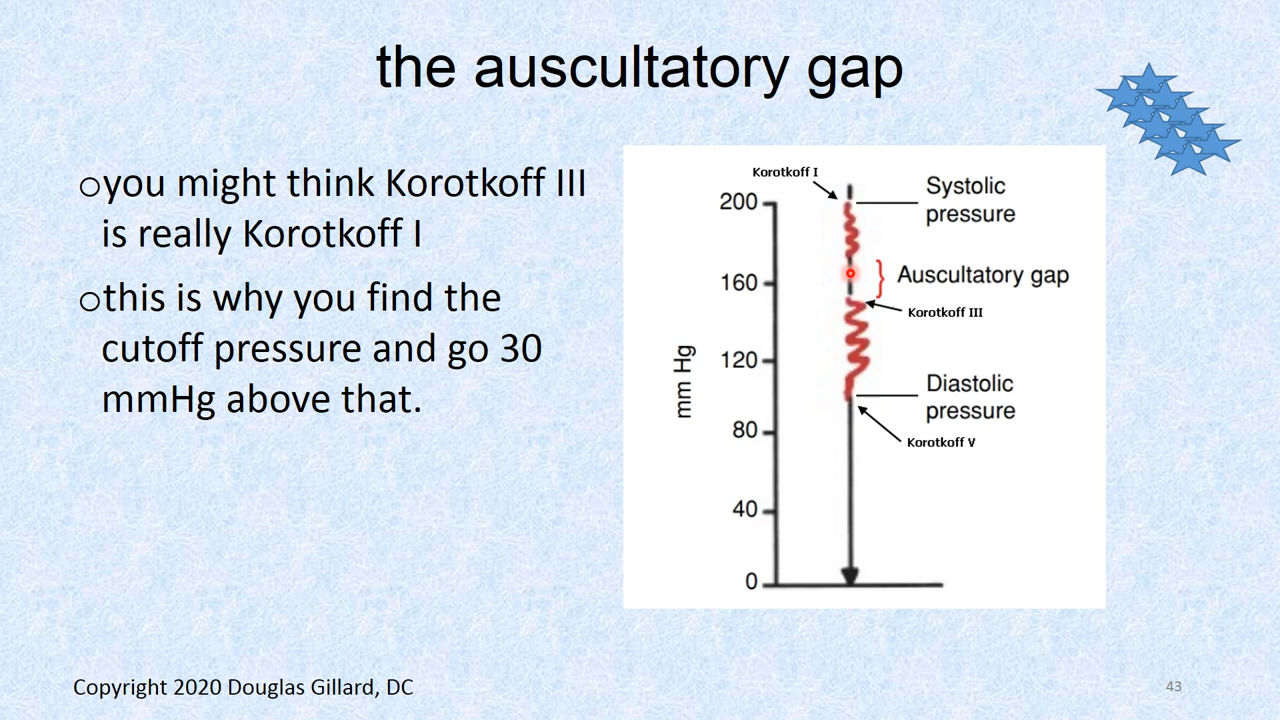 the auscultatory gap
oyou might think Korotkoff III
is really Korotkoff I
othis is why you find the
cutoff pressure and go 30
mmHg above that.
Korotkoff I
200
Systolic
pressure
Auscultatory gap
160
Korotkoff III
mm Hg
120
Diastolic
pressure
80
Korotkoff V
40
0
Copyright 2020 Douglas Gillard, DC
43